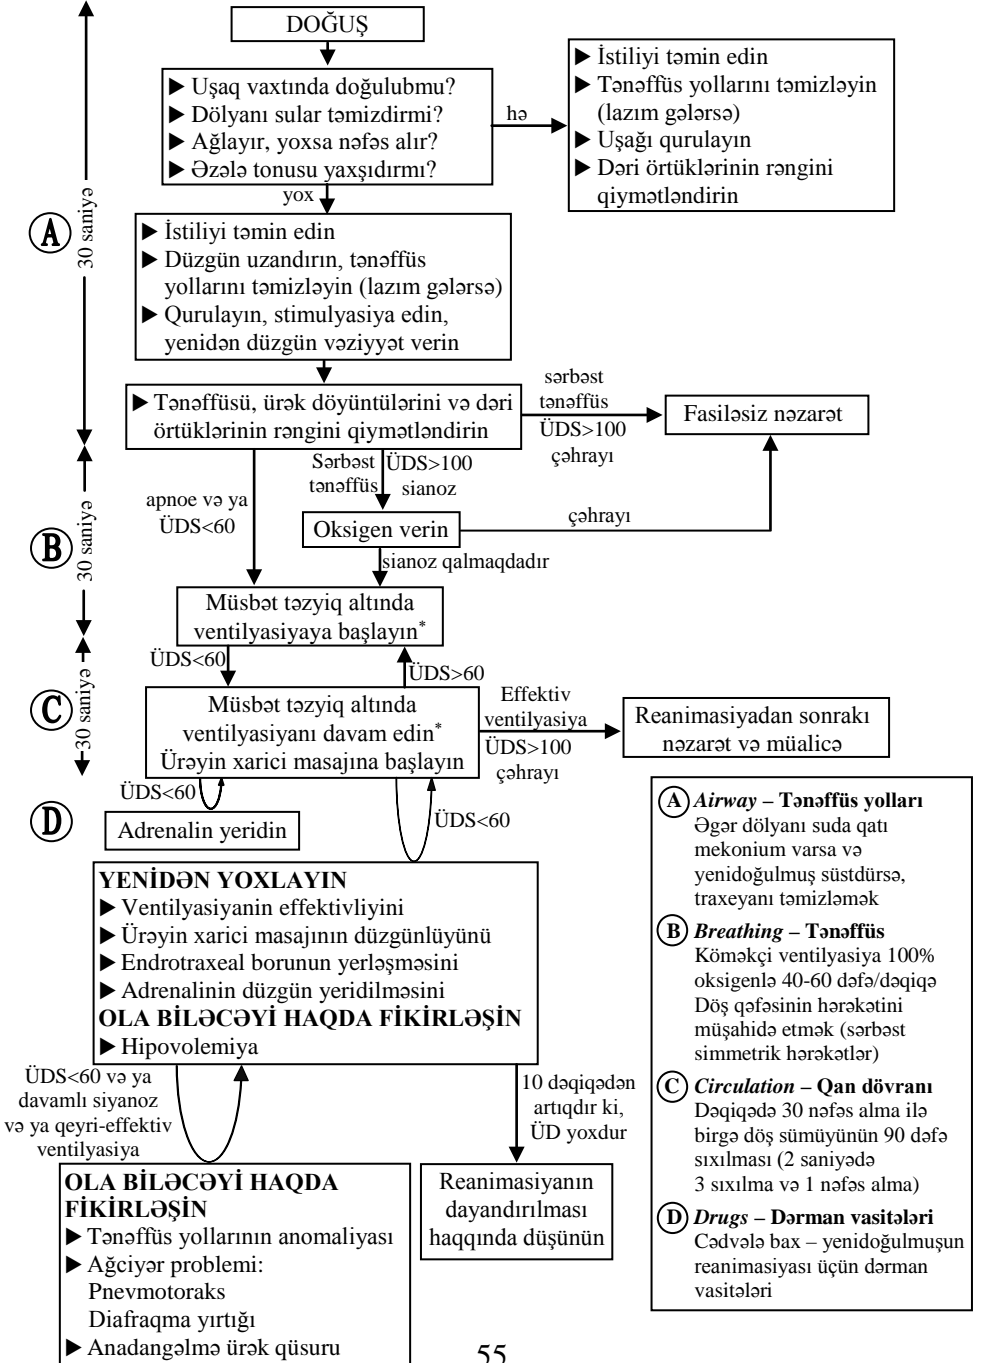 DOĞUŞ
▶ Uşaq vaxtında doğulubmu?
▶ Dölyanı sular təmizdirmi?
▶ Ağlayır, yoxsa nəfəs alır?
▶ Əzələ tonusu yaxşıdırmı?
hə
▶ İstiliyi təmin edin
▶ Tənəffüs yollarını təmizləyin
(lazım gələrsə)
▶ Uşağı qurulayın
▶ Dəri örtüklərinin rəngini
qiymətləndirin
yox
A
30 saniyə
▶ İstiliyi təmin edin
▶ Düzgün uzandırın, tənəffüs
yollarını təmizləyin (lazım gələrsə)
▶ Qurulayın, stimulyasiya edin,
yenidən düzgün vəziyyət verin
▶ Tənəffüsü, ürək döyüntülərini və dəri
örtüklərinin rəngini qiymətləndirin
sərbəst
tənəffüs
ÜDS>100
çəhrayı
Fasiləsiz nəzarət
B
30 saniyə
apnoe və ya
ÜDS<60
Sərbəst
tənəffüs
ÜDS>100
sianoz
Oksigen verin
çəhrayı
sianoz qalmaqdadır
Müsbət təzyiq altında
ventilyasiyaya başlayın*
ÜDS<60
ÜDS>60
C
30 saniyə
Müsbət təzyiq altında
ventilyasiyanı davam edin*
Ürəyin xarici masajına başlayın
Effektiv
ventilyasiya
ÜDS>100
çəhrayı
Reanimasiyadan sonrakı
nəzarət və müalicə
D
ÜDS<60
Adrenalin yeridin
ÜDS<60
YENİDƏN YOXLAYIN
▶ Ventilyasiyanin effektivliyini
▶ Ürəyin xarici masajının düzgünlüyünü
▶ Endrotraxeal borunun yerləşməsini
▶ Adrenalinin düzgün yeridilməsini
OLA BİLƏCƏYİ HAQDA FİKİRLƏŞİN
▶ Hipovolemiya
ÜDS<60 və ya
davamlı siyanoz
və ya qeyri-effektiv
ventilyasiya
10 dəqiqədən
artıqdır ki,
ÜD yoxdur
OLA BİLƏCƏYİ HAQDA
FİKİRLƏŞİN
▶ Tənəffüs yollarının anomaliyası
▶ Ağciyər problemi:
Pnevmotoraks
Diafraqma yırtığı
▶ Anadangəlmə ürək qüsuru
Reanimasiyanın
dayandırılması
haqqında düşünün
A Airway – Tənəffüs yolları
Əgər dölyanı suda qatı
mekonium varsa və
yenidoğulmuş süstdürsə,
traxeyanı təmizləmək
B Breathing – Tənəffüs
Köməkçi ventilyasiya 100%
oksigenlə 40-60 dəfə/dəqiqə
Döş qəfəsinin hərəkətini
müşahidə etmək (sərbəst
simmetrik hərəkətlər)
C Circulation – Qan dövranı
Dəqiqədə 30 nəfəs alma ilə
birgə döş sümüyünün 90 dəfə
sıxılması (2 saniyədə
3 sıxılma və 1 nəfəs alma)
D Drugs – Dərman vasitələri
Cədvələ bax – yenidoğulmuşun
reanimasiyası üçün dərman
vasitələri
55